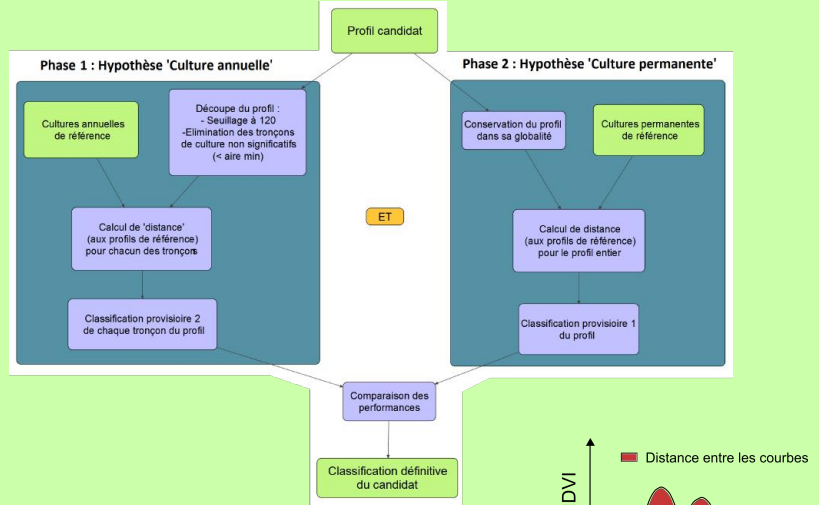 Profil candidat
Phase 1 : Hypothèse 'Culture annuelle'
Cultures annuelles
de référence
Découpe du profil :
- Seuillage à 120
-Elimination des tronçons
de culture non significatifs
(< aire min)
Calcul de 'distance'
(aux profils de référence)
pour chacun des tronçons
Classification provisioire 2
de chaque tronçon du profil
ET
Phase 2 : Hypothèse 'Culture permanente'
Conservation du profil
dans sa globalité
Cultures permanentes
de référence
Calcul de distance
(aux profils de référence)
pour le profil entier
Classification provisioire 1
du profil
Comparaison des
performances
Classification définitive
du candidat
Distance entre les courbes
DVI